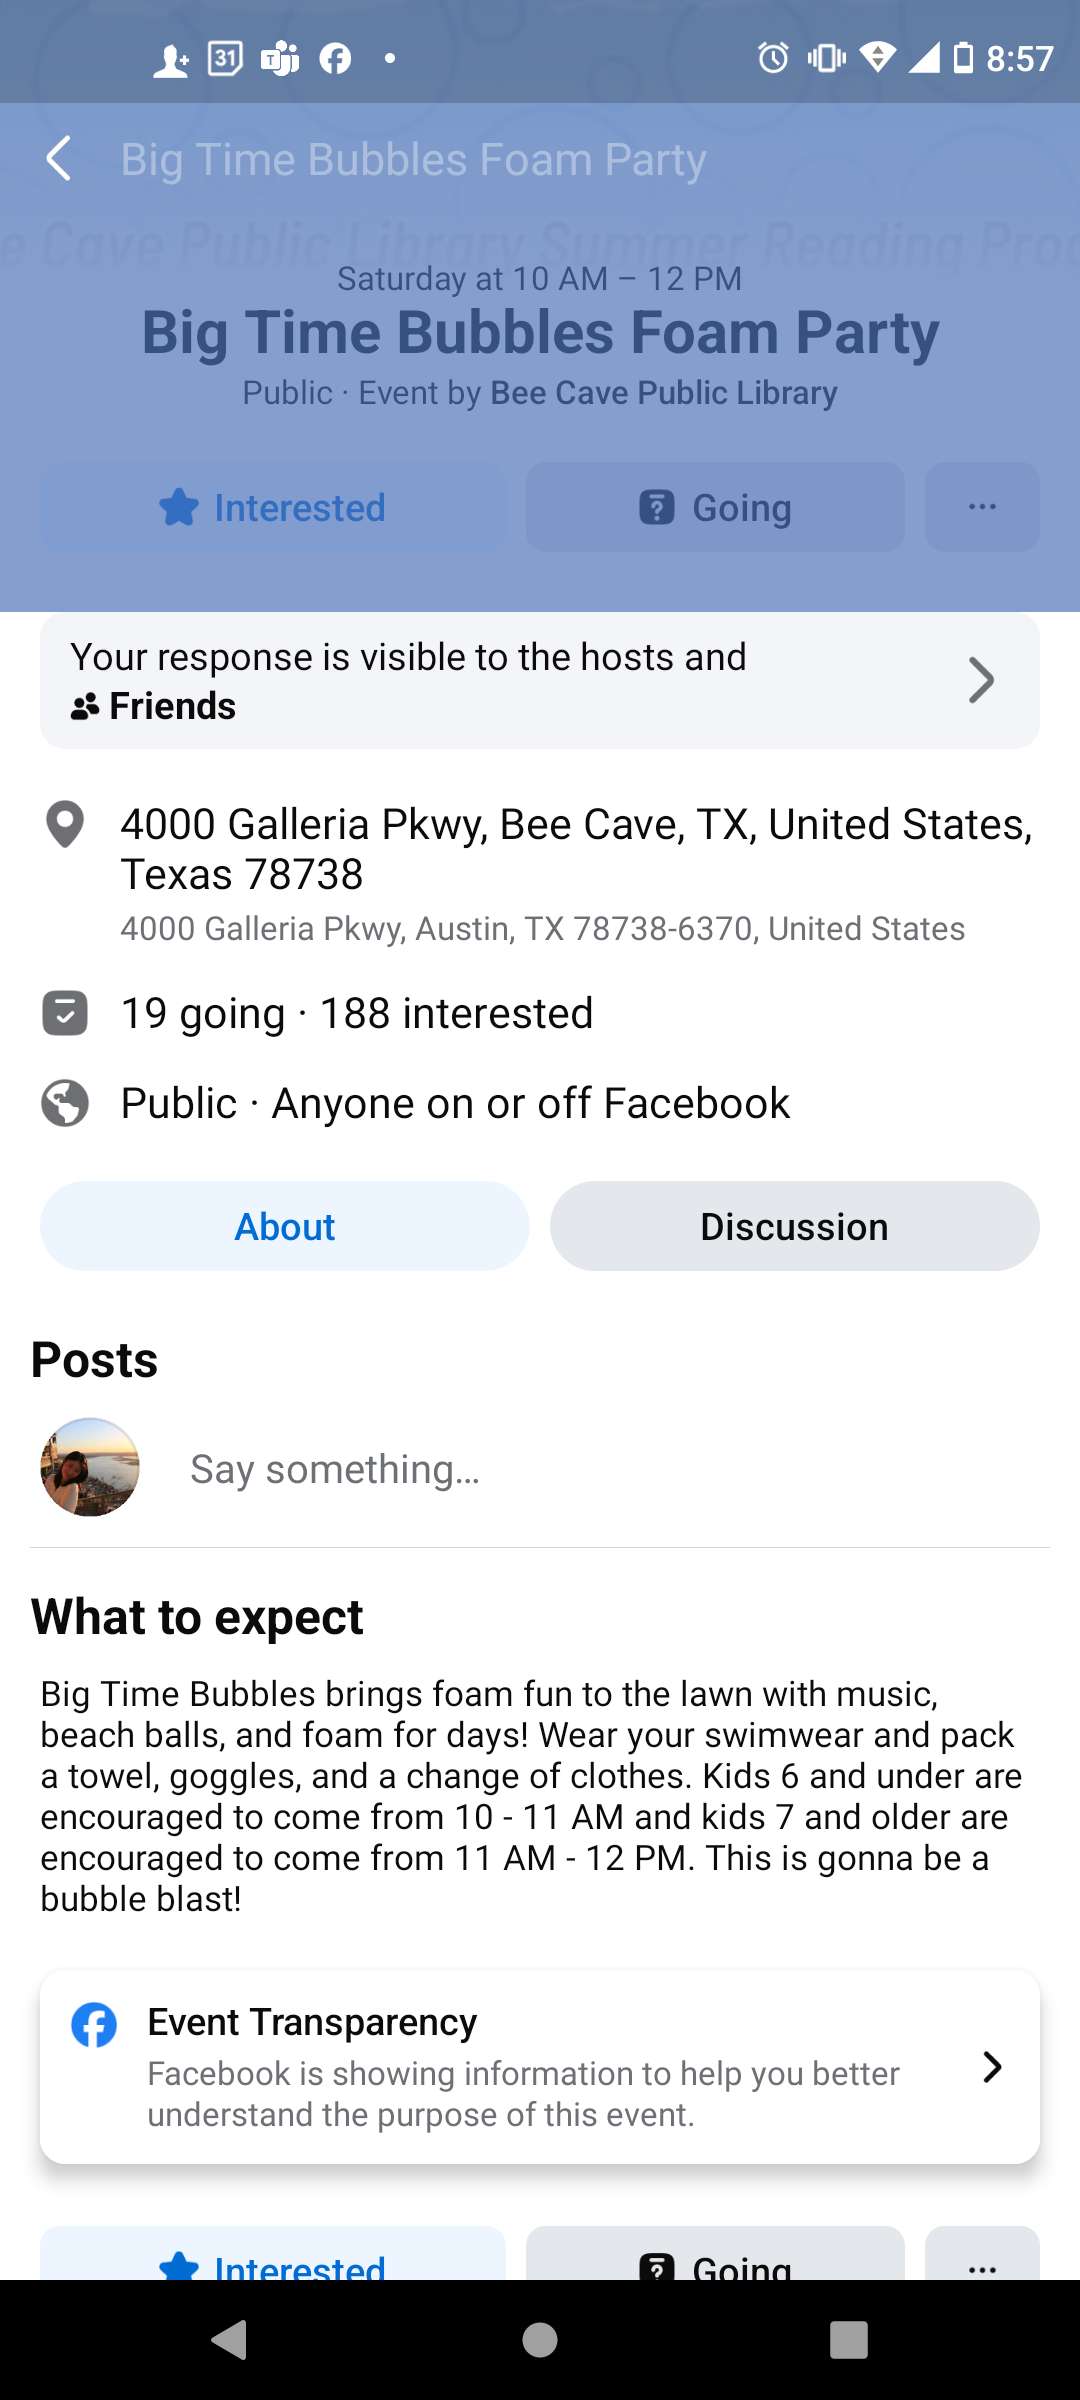 31
T
8:57
Big Time Bubbles Foam Party
e Cave Public Library Summer Reading Prog
Saturday at 10 AM – 12 PM
Big Time Bubbles Foam Party
Public · Event by Bee Cave Public Library
Interested
Going
Your response is visible to the hosts and
Friends
4000 Galleria Pkwy, Bee Cave, TX, United States,
Texas 78738
4000 Galleria Pkwy, Austin, TX 78738-6370, United States
19 going · 188 interested
Public · Anyone on or off Facebook
About
Discussion
Posts
Say something...
What to expect
Big Time Bubbles brings foam fun to the lawn with music,
beach balls, and foam for days! Wear your swimwear and pack
a towel, goggles, and a change of clothes. Kids 6 and under are
encouraged to come from 10 - 11 AM and kids 7 and older are
encouraged to come from 11 AM - 12 PM. This is gonna be a
bubble blast!
Event Transparency
Facebook is showing information to help you better
understand the purpose of this event.
Interested
Going